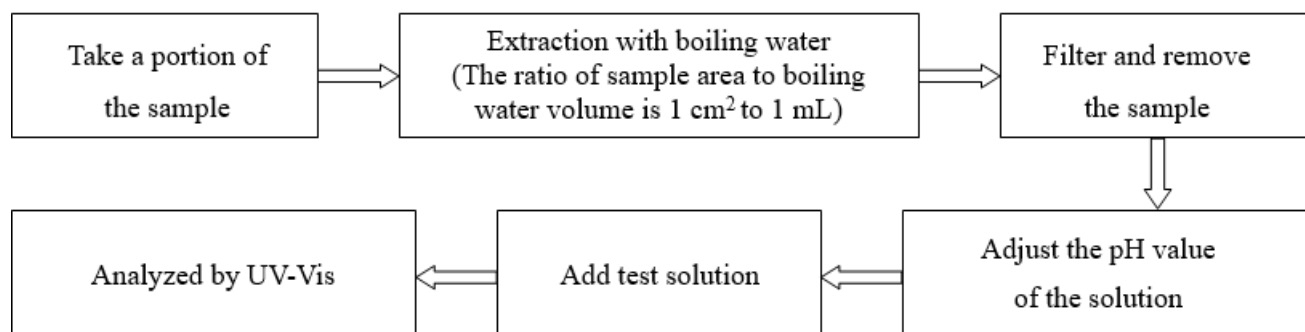 Take a portion of
the sample
Extraction with boiling water
(The ratio of sample area to boiling
water volume is 1 cm² to 1 mL)
Filter and remove
the sample
Adjust the pH value
of the solution
Add test solution
Analyzed by UV-Vis